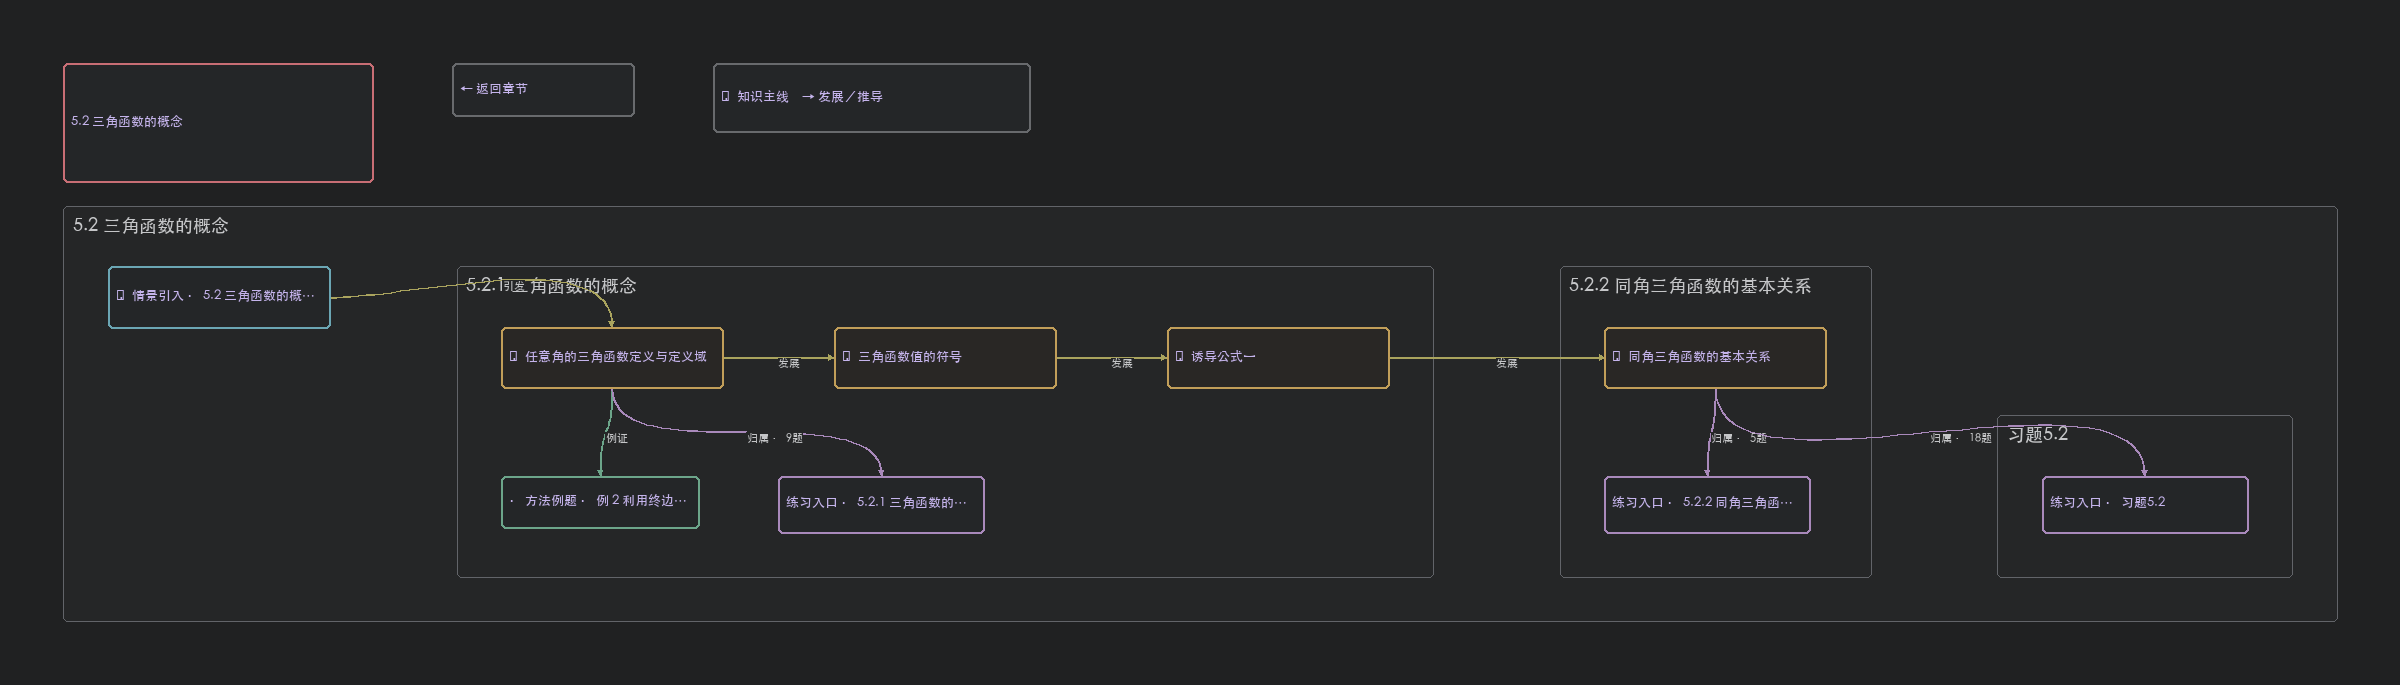 5.2 三角函数的概念
← 返回章节
知识主线 → 发展／推导
5.2 三角函数的概念
情景引入 · 5.2 三角函数的概…
引发
5.2.1 三角函数的概念
5.2.2 同角三角函数的基本关系
任意角的三角函数定义与定义域
发展
三角函数值的符号
发展
诱导公式一
发展
同角三角函数的基本关系
例证
归属 · 9题
归属 · 5题
归属 · 18题
习题5.2
· 方法例题 · 例 2 利用终边…
练习入口 · 5.2.1 三角函数的…
练习入口 · 5.2.2 同角三角函…
练习入口 · 习题5.2